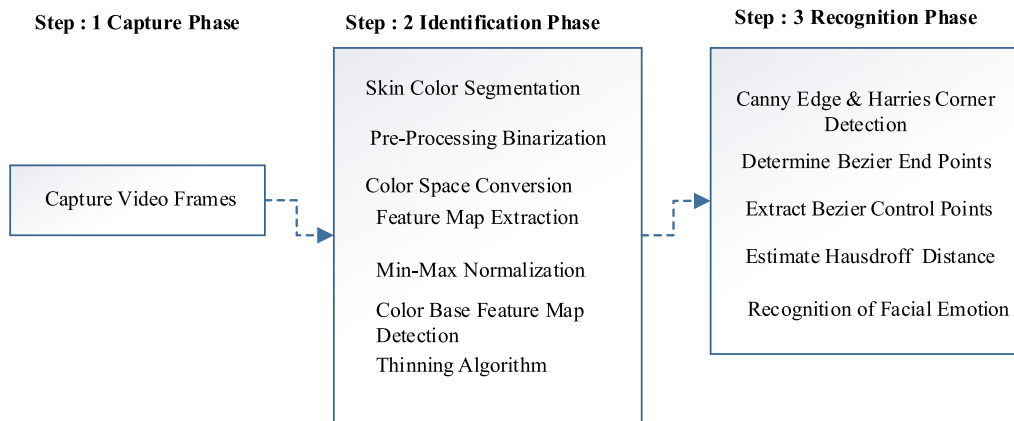 Step : 1 Capture Phase
Capture Video Frames
Step : 2 Identification Phase
Skin Color Segmentation
Pre-Processing Binarization
Color Space Conversion
Feature Map Extraction
Min-Max Normalization
Color Base Feature Map
Detection
Thinning Algorithm
Step : 3 Recognition Phase
Canny Edge & Harries Corner
Detection
Determine Bezier End Points
Extract Bezier Control Points
Estimate Hausdroff Distance
Recognition of Facial Emotion